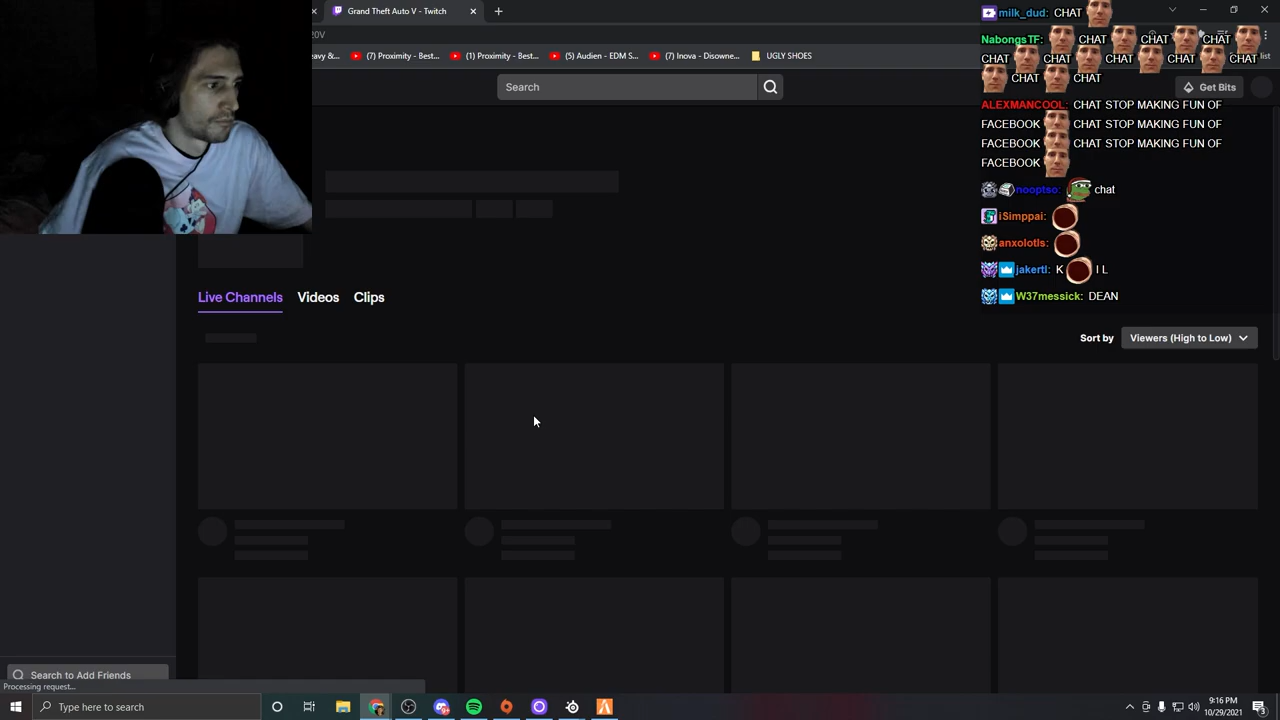 Grand Theft Auto V - Twitch
20V
eavy &...
(7) Proximity - Best...
(1) Proximity - Best...
(5) Audien - EDM S...
(7) Inova - Disowne...
UGLY SHOES
list
Search
Get Bits
milk_dud: CHAT
NabongsTF: CHAT CHAT CHAT
CHAT CHAT CHAT CHAT CHAT
CHAT CHAT
ALEXMANCOOL: CHAT STOP MAKING FUN OF
FACEBOOK CHAT STOP MAKING FUN OF
FACEBOOK CHAT STOP MAKING FUN OF
FACEBOOK
nooptso: chat
iSimppai:
anxolotls:
jakertl: K I L
W37messick: DEAN
Live Channels Videos Clips
Sort by Viewers (High to Low)
Search to Add Friends
Processing request...
Type here to search
9:16 PM
10/29/2021